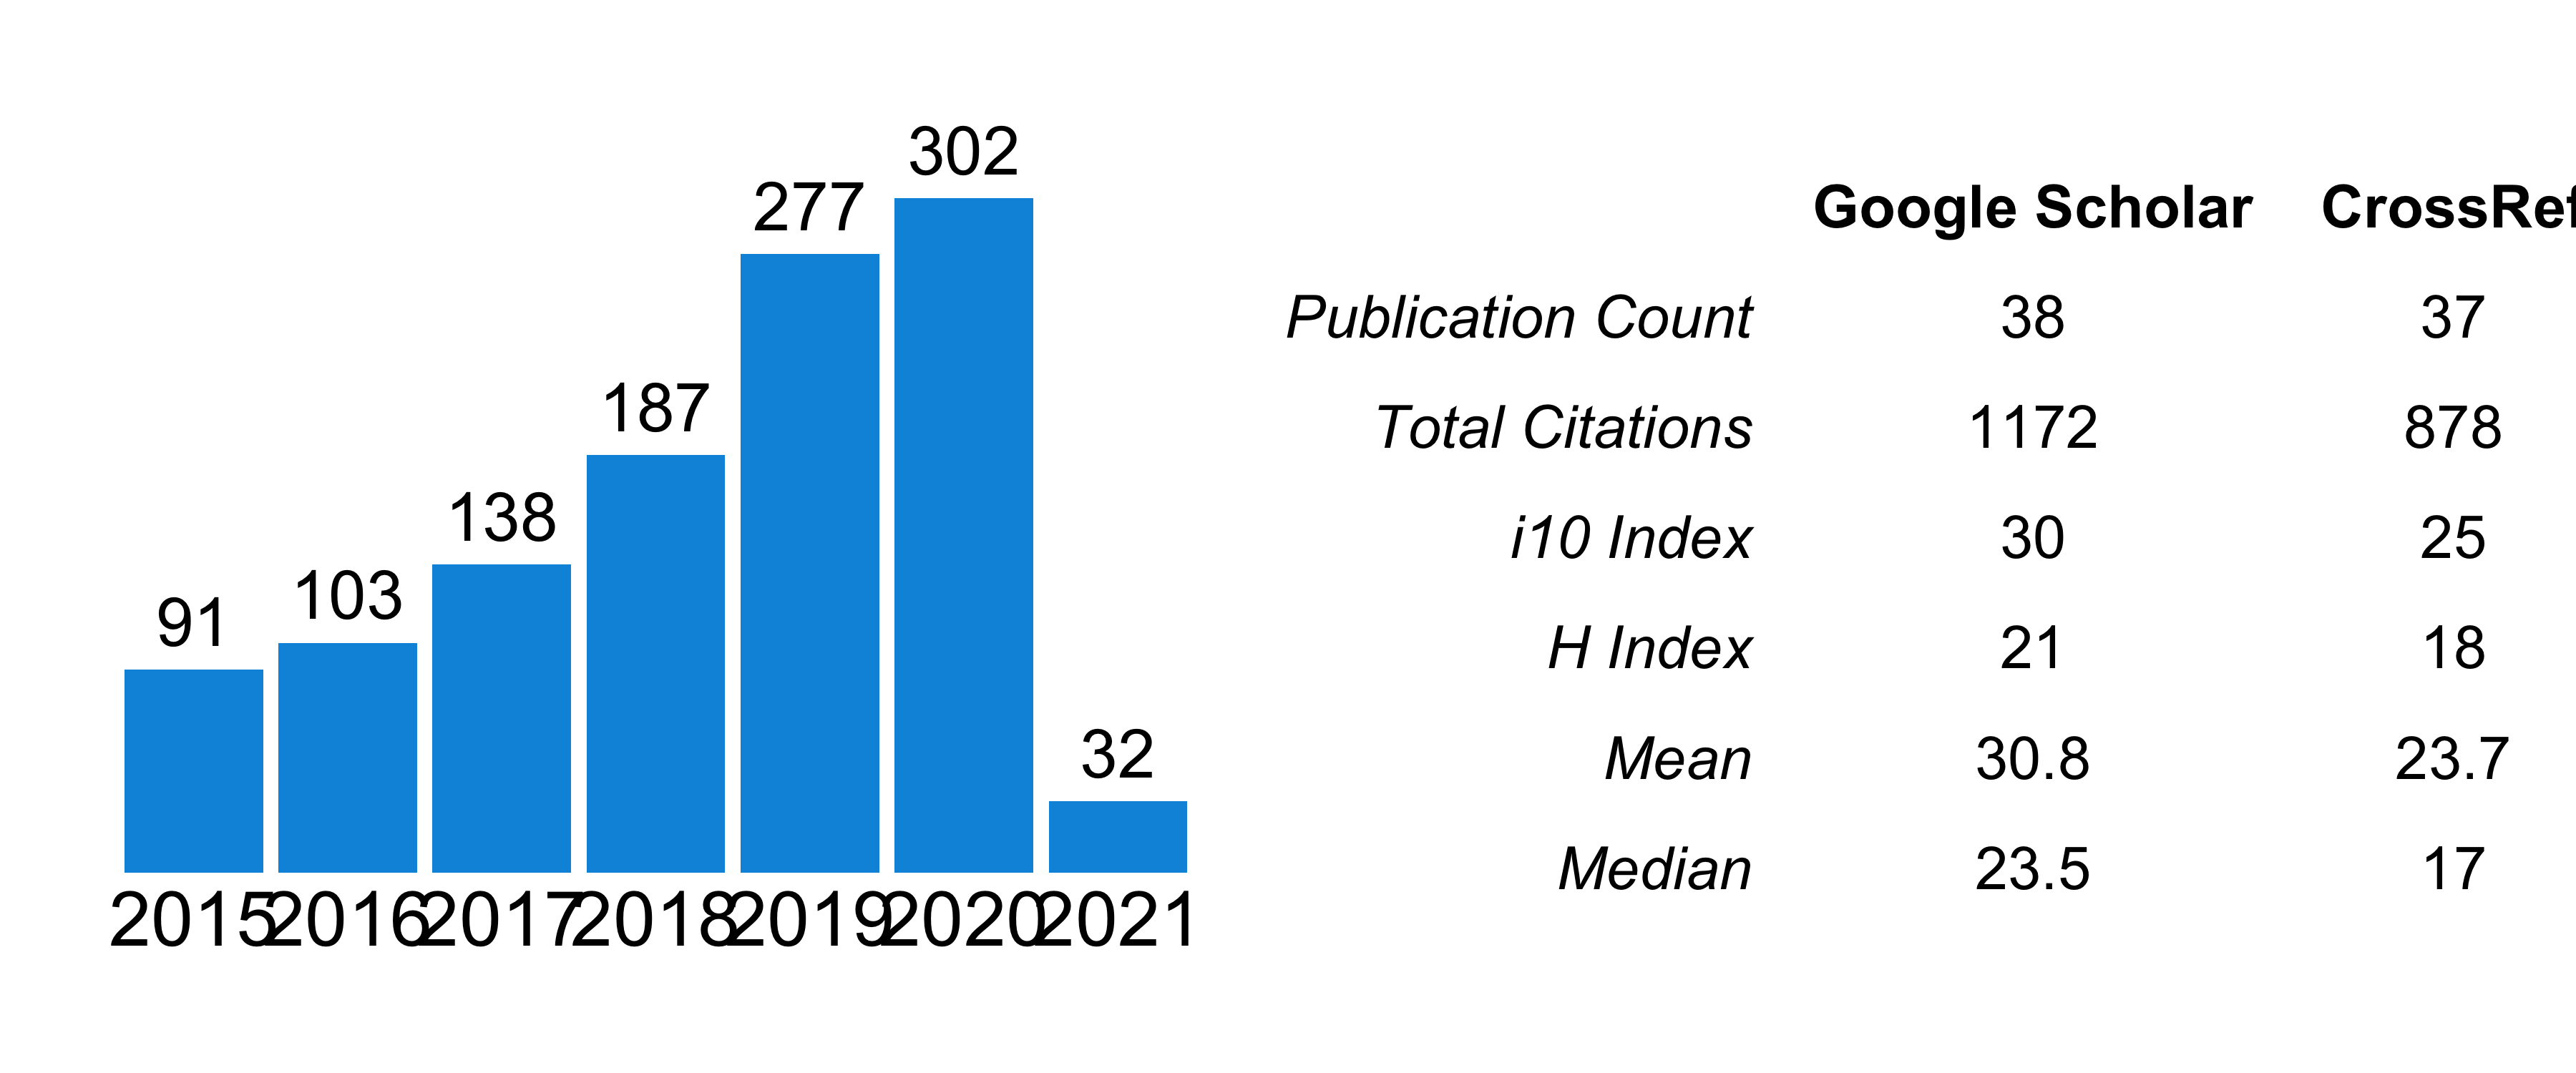 302
277
187
138
103
91
32
2015 2016 2017 2018 2019 2020 2021
Google Scholar CrossRef
Publication Count 38 37
Total Citations 1172 878
i10 Index 30 25
H Index 21 18
Mean 30.8 23.7
Median 23.5 17